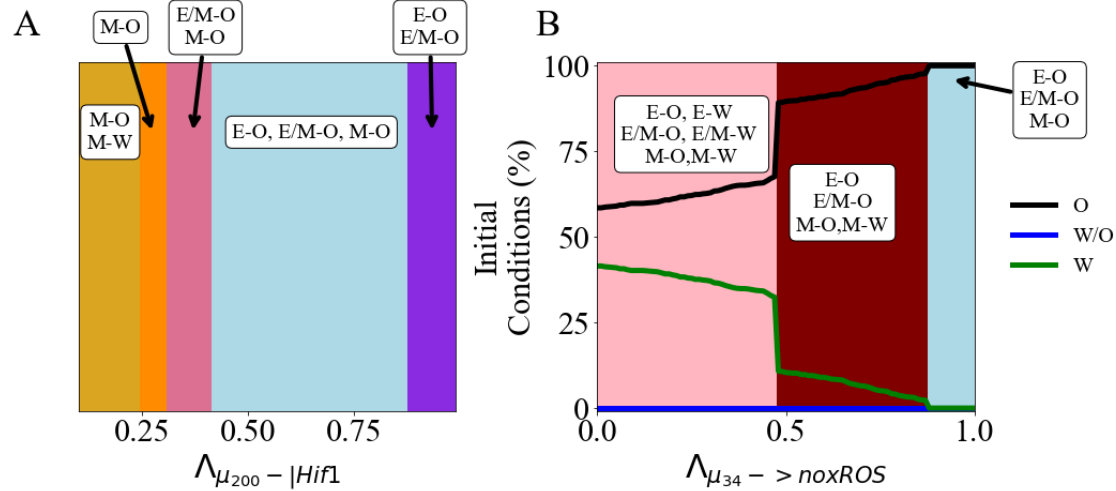 A
M-O
E/M-O
M-O
E-O
E/M-O
M-O
M-W
E-O, E/M-O, M-O
0.25
0.50
0.75
Λμ₂₀₀ − |Hif1
B
Initial
Conditions (%)
100
75
50
25
0
E-O, E-W
E/M-O, E/M-W
M-O,M-W
E-O
E/M-O
M-O,M-W
E-O
E/M-O
M-O
O
W/O
W
0.0
0.5
1.0
Λμ₃₄ − > noxROS